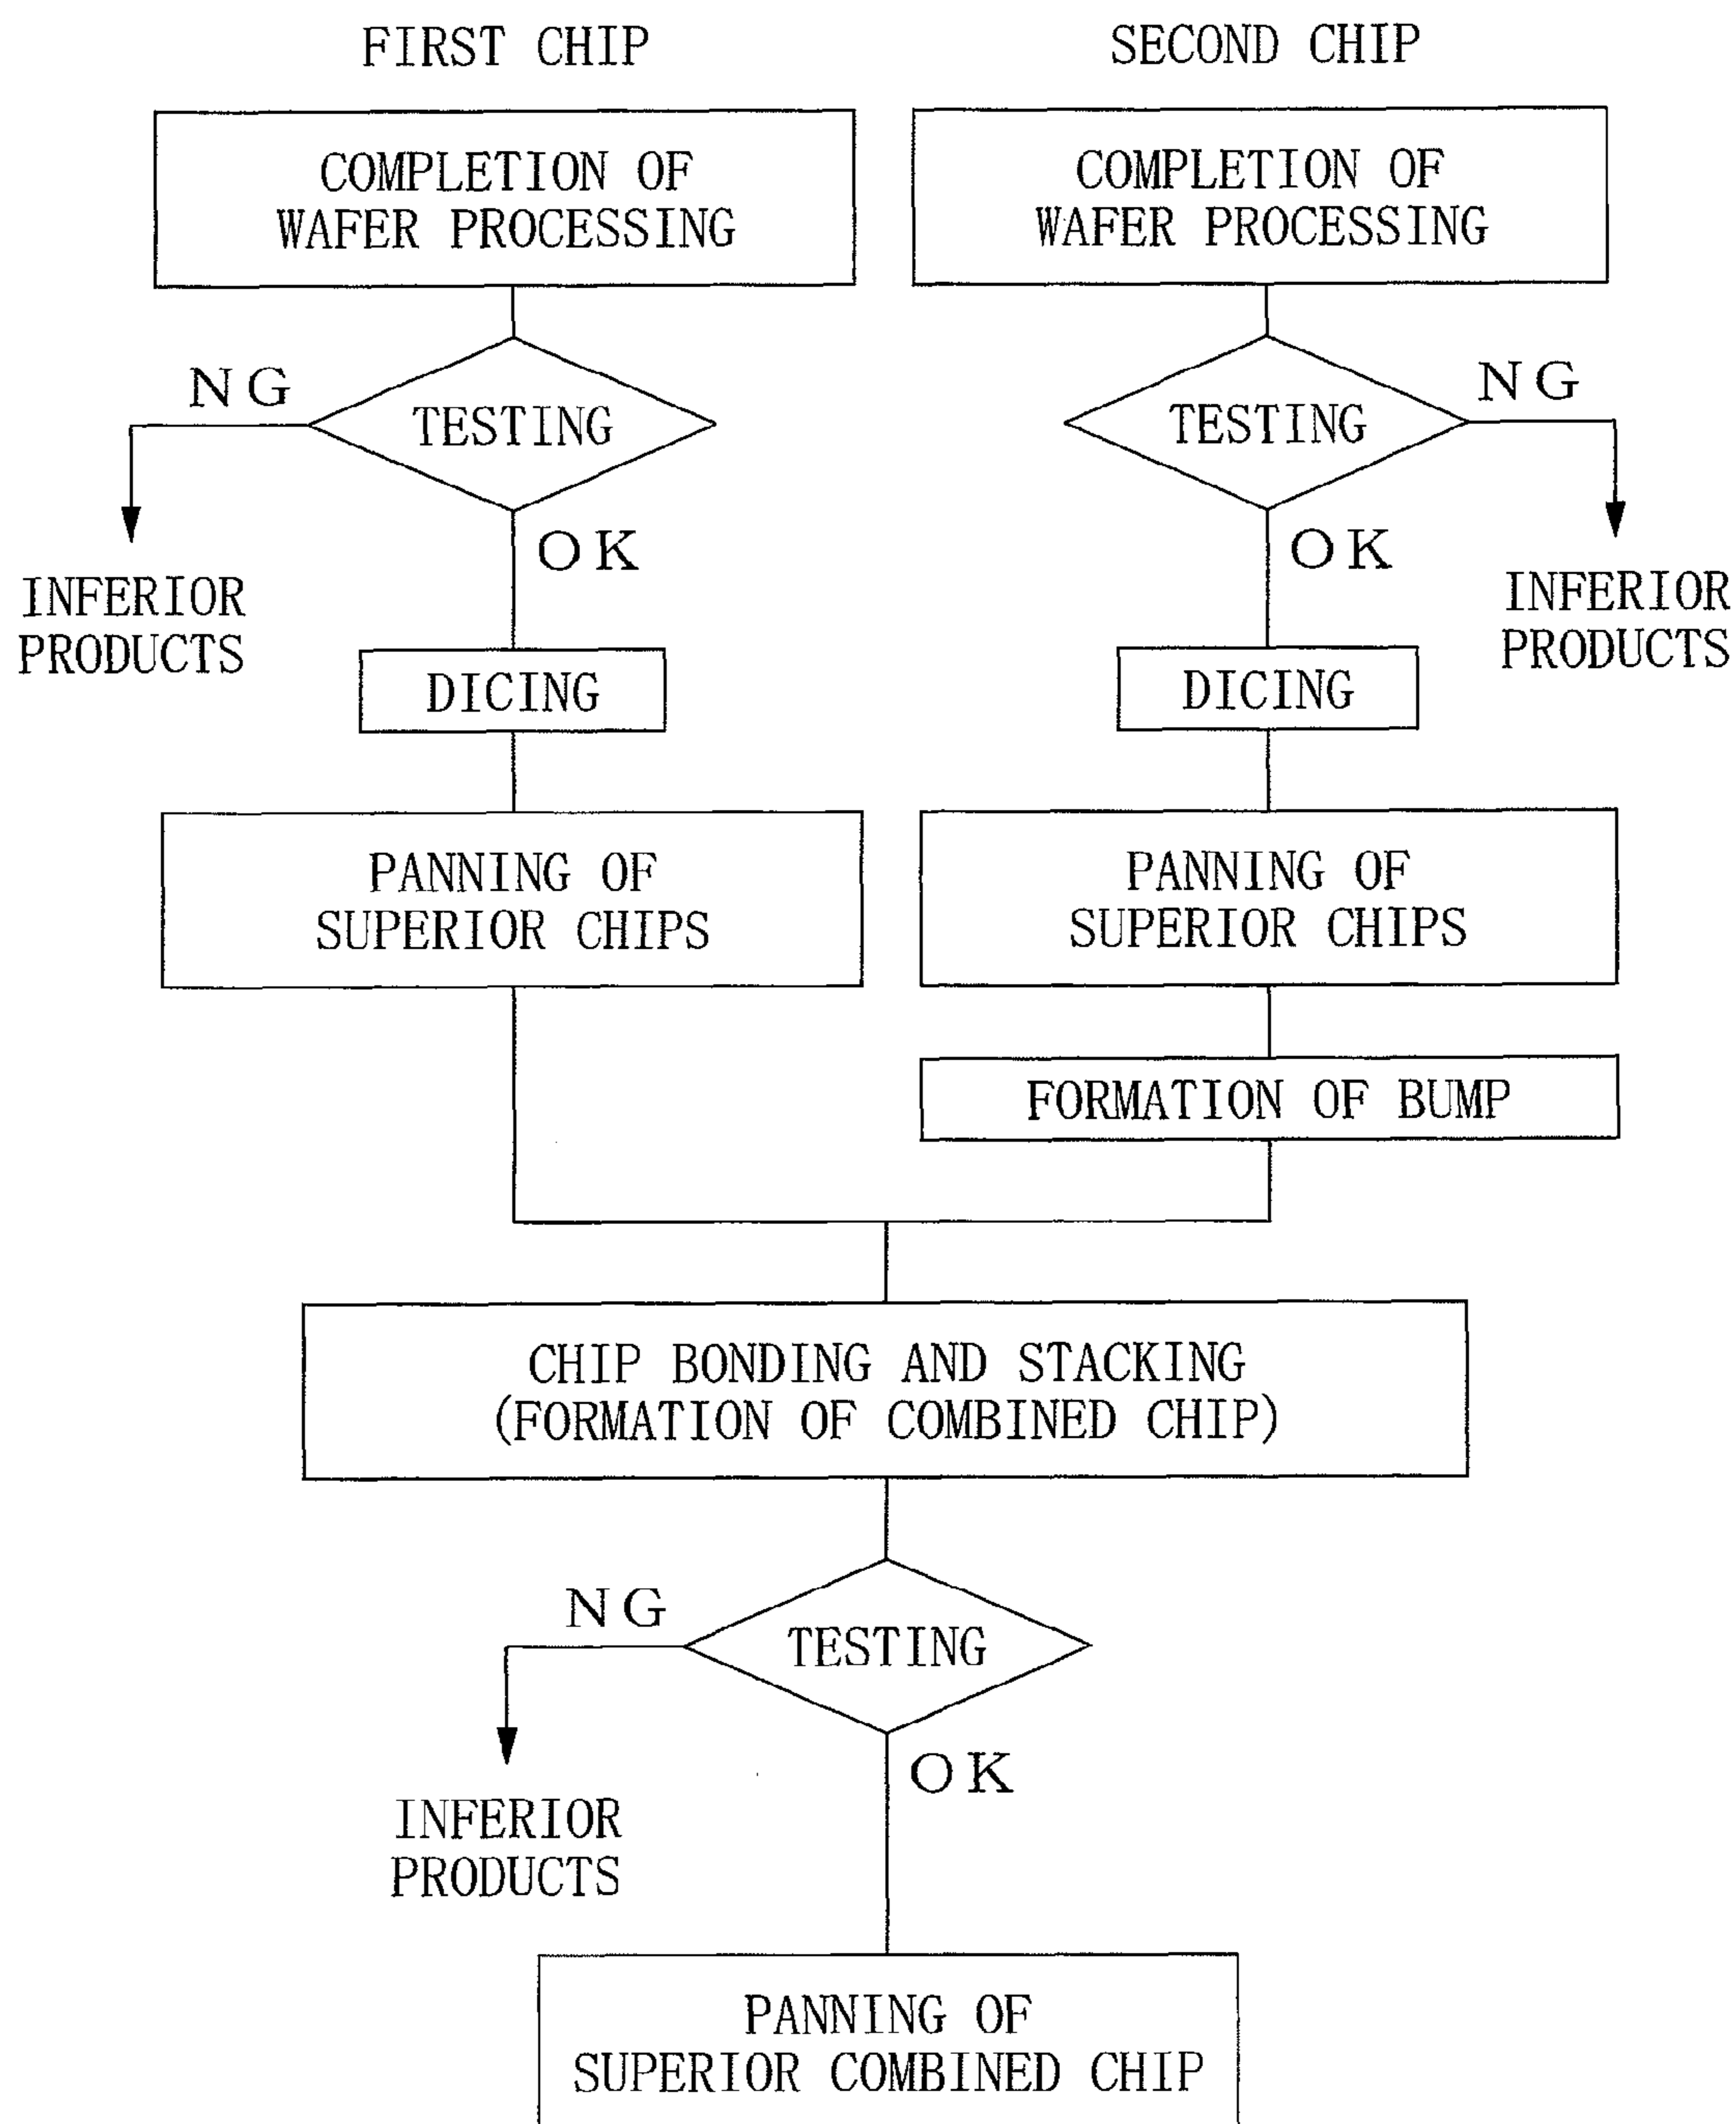 FIRST CHIP
SECOND CHIP
COMPLETION OF
WAFER PROCESSING
COMPLETION OF
WAFER PROCESSING
NG
TESTING
OK
INFERIOR
PRODUCTS
TESTING
NG
OK
INFERIOR
PRODUCTS
DICING
DICING
PANNING OF
SUPERIOR CHIPS
PANNING OF
SUPERIOR CHIPS
FORMATION OF BUMP
CHIP BONDING AND STACKING
(FORMATION OF COMBINED CHIP)
NG
TESTING
OK
INFERIOR
PRODUCTS
PANNING OF
SUPERIOR COMBINED CHIP